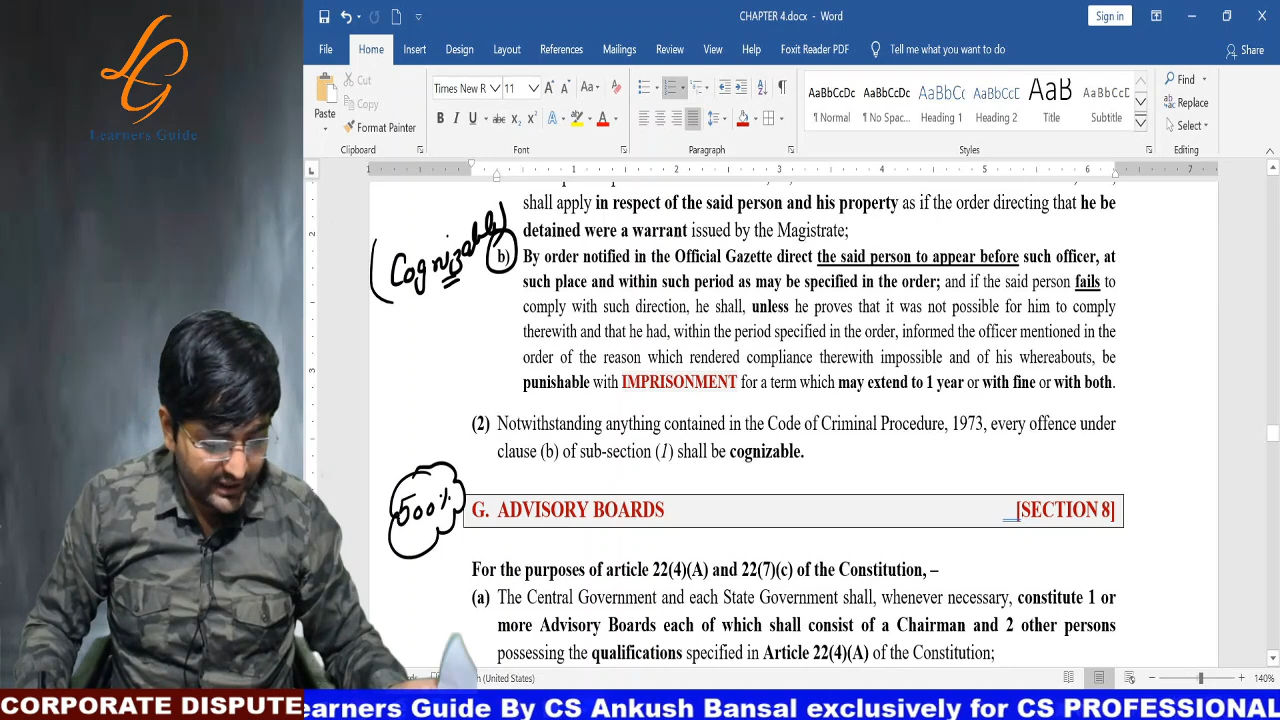 LG
Learners Guide
CHAPTER 4.docx - Word
Sign in
File Home Insert Design Layout References Mailings Review View Help Foxit Reader PDF Tell me what you want to do Share
Paste
Cut
Copy
Format Painter
Clipboard
Times New R 11
B I U abc X₂ X²
Font
Paragraph
AaBbCcDc AaBbCcDc AaBbCc AaBbCcC AaB AaBbCcC
¶ Normal ¶ No Spac... Heading 1 Heading 2 Title Subtitle
Styles
Find
Replace
Select
Editing
1 1 2 3 4 5 6 7
shall apply in respect of the said person and his property as if the order directing that he be
detained were a warrant issued by the Magistrate;
(Cognizable)
b) By order notified in the Official Gazette direct the said person to appear before such officer, at
such place and within such period as may be specified in the order; and if the said person fails to
comply with such direction, he shall, unless he proves that it was not possible for him to comply
therewith and that he had, within the period specified in the order, informed the officer mentioned in the
order of the reason which rendered compliance therewith impossible and of his whereabouts, be
punishable with IMPRISONMENT for a term which may extend to 1 year or with fine or with both.
(2) Notwithstanding anything contained in the Code of Criminal Procedure, 1973, every offence under
clause (b) of sub-section (1) shall be cognizable.
500%
G. ADVISORY BOARDS [SECTION 8]
For the purposes of article 22(4)(A) and 22(7)(c) of the Constitution, –
(a) The Central Government and each State Government shall, whenever necessary, constitute 1 or
more Advisory Boards each of which shall consist of a Chairman and 2 other persons
possessing the qualifications specified in Article 22(4)(A) of the Constitution;
(United States)
140%
CORPORATE DISPUTE
earners Guide By CS Ankush Bansal exclusively for CS PROFESSIONAL